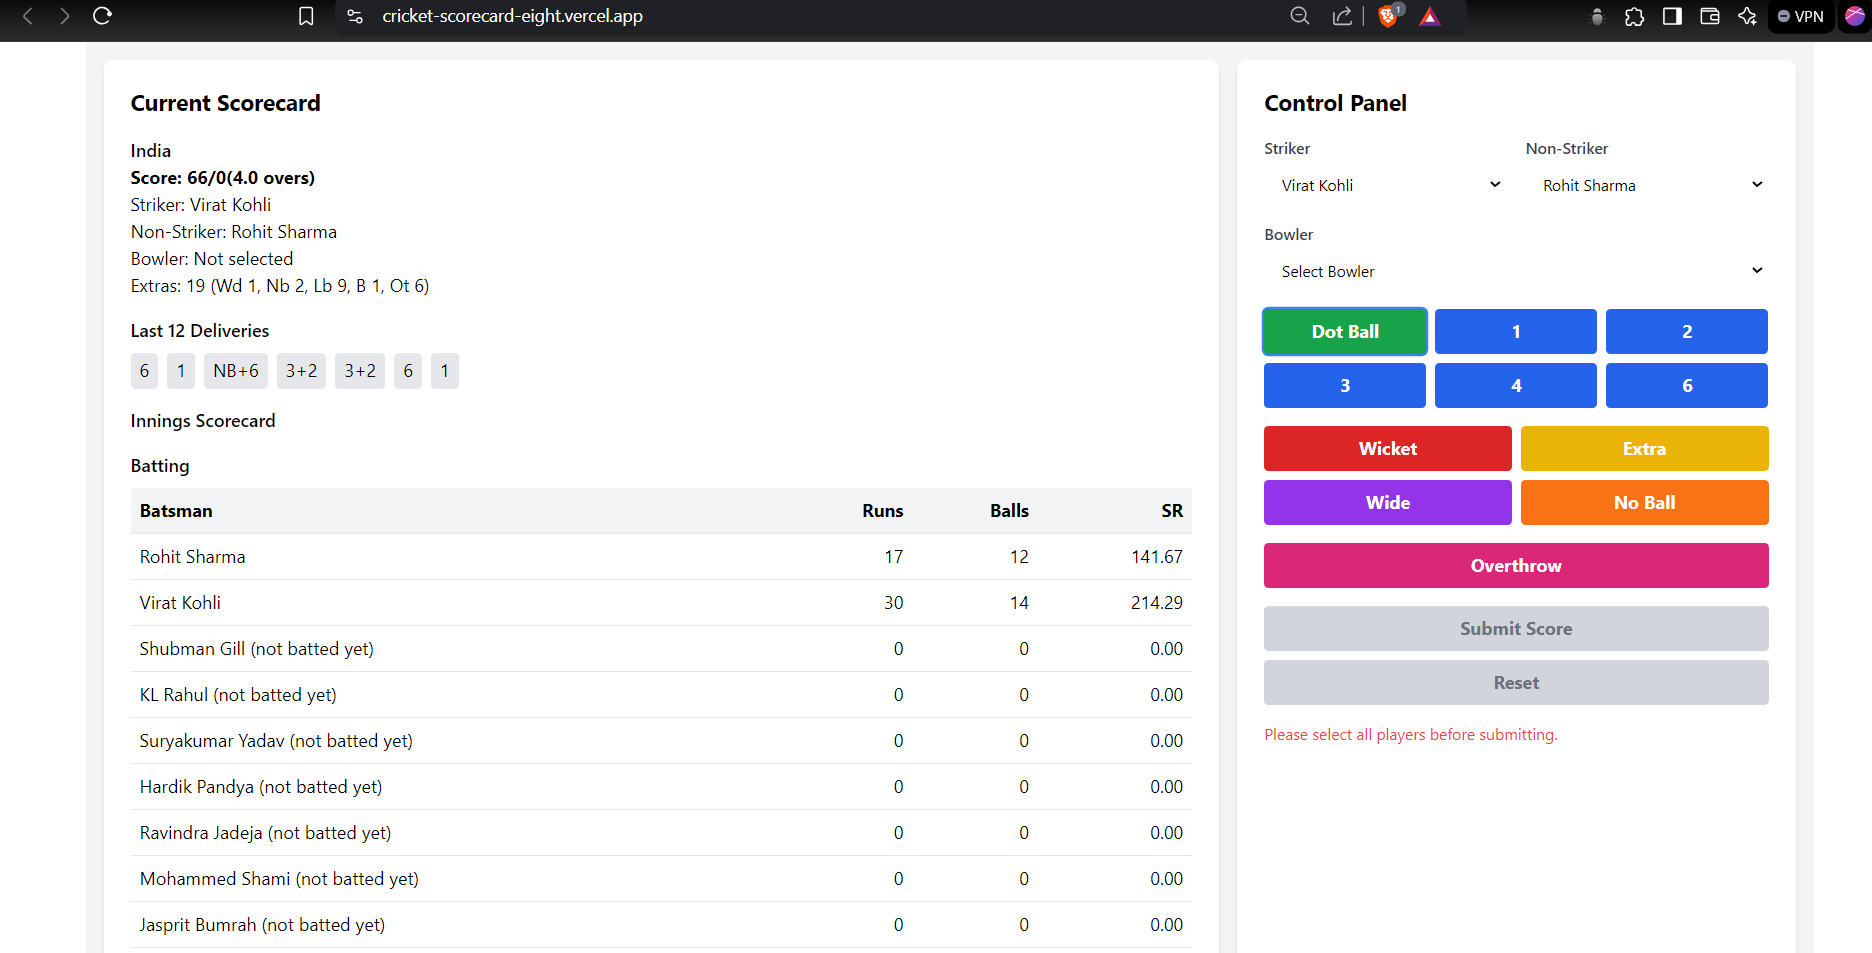 cricket-scorecard-eight.vercel.app
1
VPN
Current Scorecard
India
Score: 66/0(4.0 overs)
Striker: Virat Kohli
Non-Striker: Rohit Sharma
Bowler: Not selected
Extras: 19 (Wd 1, Nb 2, Lb 9, B 1, Ot 6)
Last 12 Deliveries
6 1 NB+6 3+2 3+2 6 1
Innings Scorecard
Batting
Batsman Runs Balls SR
Rohit Sharma 17 12 141.67
Virat Kohli 30 14 214.29
Shubman Gill (not batted yet) 0 0 0.00
KL Rahul (not batted yet) 0 0 0.00
Suryakumar Yadav (not batted yet) 0 0 0.00
Hardik Pandya (not batted yet) 0 0 0.00
Ravindra Jadeja (not batted yet) 0 0 0.00
Mohammed Shami (not batted yet) 0 0 0.00
Jasprit Bumrah (not batted yet) 0 0 0.00
Control Panel
Striker Non-Striker
Virat Kohli Rohit Sharma
Bowler
Select Bowler
Dot Ball 1 2
3 4 6
Wicket Extra
Wide No Ball
Overthrow
Submit Score
Reset
Please select all players before submitting.